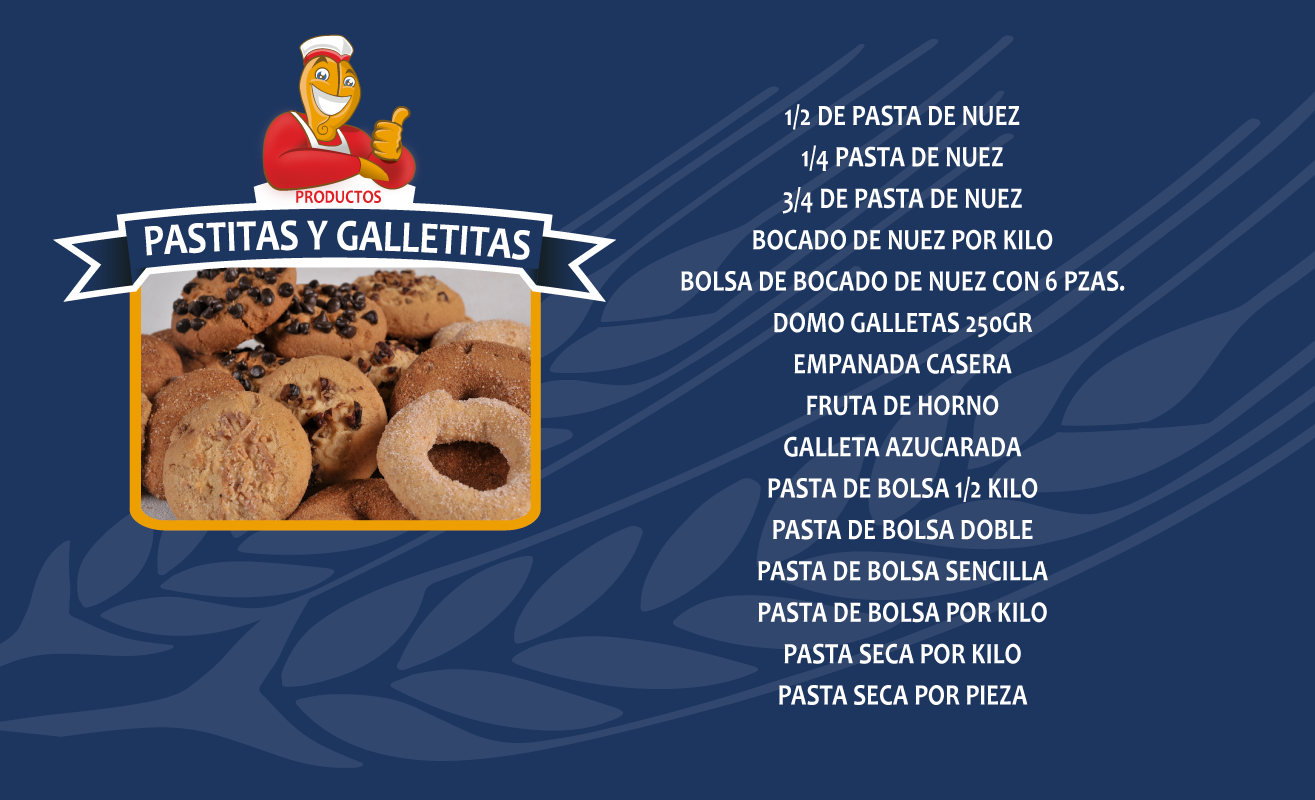 PRODUCTOS
PASTITAS Y GALLETITAS
1/2 DE PASTA DE NUEZ
1/4 PASTA DE NUEZ
3/4 DE PASTA DE NUEZ
BOCADO DE NUEZ POR KILO
BOLSA DE BOCADO DE NUEZ CON 6 PZAS.
DOMO GALLETAS 250GR
EMPANADA CASERA
FRUTA DE HORNO
GALLETA AZUCARADA
PASTA DE BOLSA 1/2 KILO
PASTA DE BOLSA DOBLE
PASTA DE BOLSA SENCILLA
PASTA DE BOLSA POR KILO
PASTA SECA POR KILO
PASTA SECA POR PIEZA